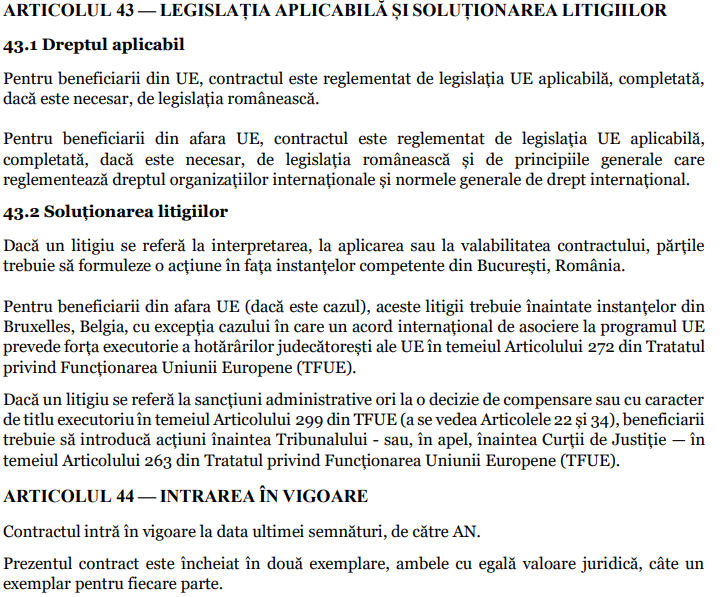 ARTICOLUL 43 — LEGISLAȚIA APLICABILĂ ȘI SOLUȚIONAREA LITIGIILOR
43.1 Dreptul aplicabil
Pentru beneficiarii din UE, contractul este reglementat de legislația UE aplicabilă, completată,
dacă este necesar, de legislația românească.
Pentru beneficiarii din afara UE, contractul este reglementat de legislația UE aplicabilă,
completată, dacă este necesar, de legislația românească și de principiile generale care
reglementează dreptul organizațiilor internaționale și normele generale de drept internațional.
43.2 Soluționarea litigiilor
Dacă un litigiu se referă la interpretarea, la aplicarea sau la valabilitatea contractului, părțile
trebuie să formuleze o acțiune în fața instanțelor competente din București, România.
Pentru beneficiarii din afara UE (dacă este cazul), aceste litigii trebuie înaintate instanțelor din
Bruxelles, Belgia, cu excepția cazului în care un acord internațional de asociere la programul UE
prevede forța executorie a hotărârilor judecătorești ale UE în temeiul Articolului 272 din Tratatul
privind Funcționarea Uniunii Europene (TFUE).
Dacă un litigiu se referă la sancțiuni administrative ori la o decizie de compensare sau cu caracter
de titlu executoriu în temeiul Articolului 299 din TFUE (a se vedea Articolele 22 și 34), beneficiarii
trebuie să introducă acțiuni înaintea Tribunalului - sau, în apel, înaintea Curții de Justiție — în
temeiul Articolului 263 din Tratatul privind Funcționarea Uniunii Europene (TFUE).
ARTICOLUL 44 — INTRAREA ÎN VIGOARE
Contractul intră în vigoare la data ultimei semnături, de către AN.
Prezentul contract este încheiat în două exemplare, ambele cu egală valoare juridică, câte un
exemplar pentru fiecare parte.